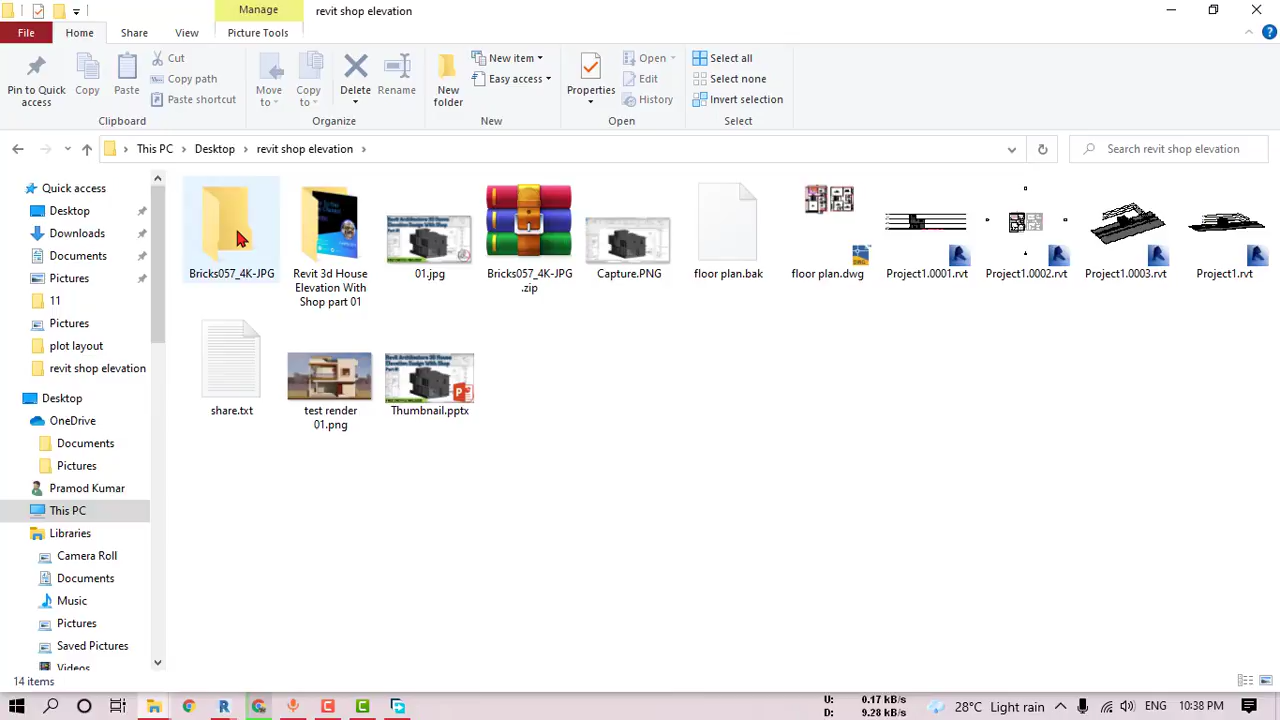 Manage
revit shop elevation
File
Home
Share
View
Picture Tools
Pin to Quick
access
Copy
Paste
Cut
Copy path
Paste shortcut
Clipboard
Move
to
Copy
to
Delete
Rename
Organize
New
folder
New item
Easy access
New
Properties
Open
Edit
History
Open
Select all
Select none
Invert selection
Select
This PC
Desktop
revit shop elevation
Search revit shop elevation
Quick access
Desktop
Downloads
Documents
Pictures
11
Pictures
plot layout
revit shop elevation
Desktop
OneDrive
Documents
Pictures
Pramod Kumar
This PC
Libraries
Camera Roll
Documents
Music
Pictures
Saved Pictures
Videos
Bricks057_4K-JPG
Revit 3d House
Elevation With
Shop part 01
01.jpg
Bricks057_4K-JPG
.zip
Capture.PNG
floor plan.bak
DWG
floor plan.dwg
Project1.0001.rvt
Project1.0002.rvt
Project1.0003.rvt
Project1.rvt
share.txt
test render
01.png
Thumbnail.pptx
14 items
U: 0.17 kB/s
D: 9.28 kB/s
28°C Light rain
ENG
10:38 PM